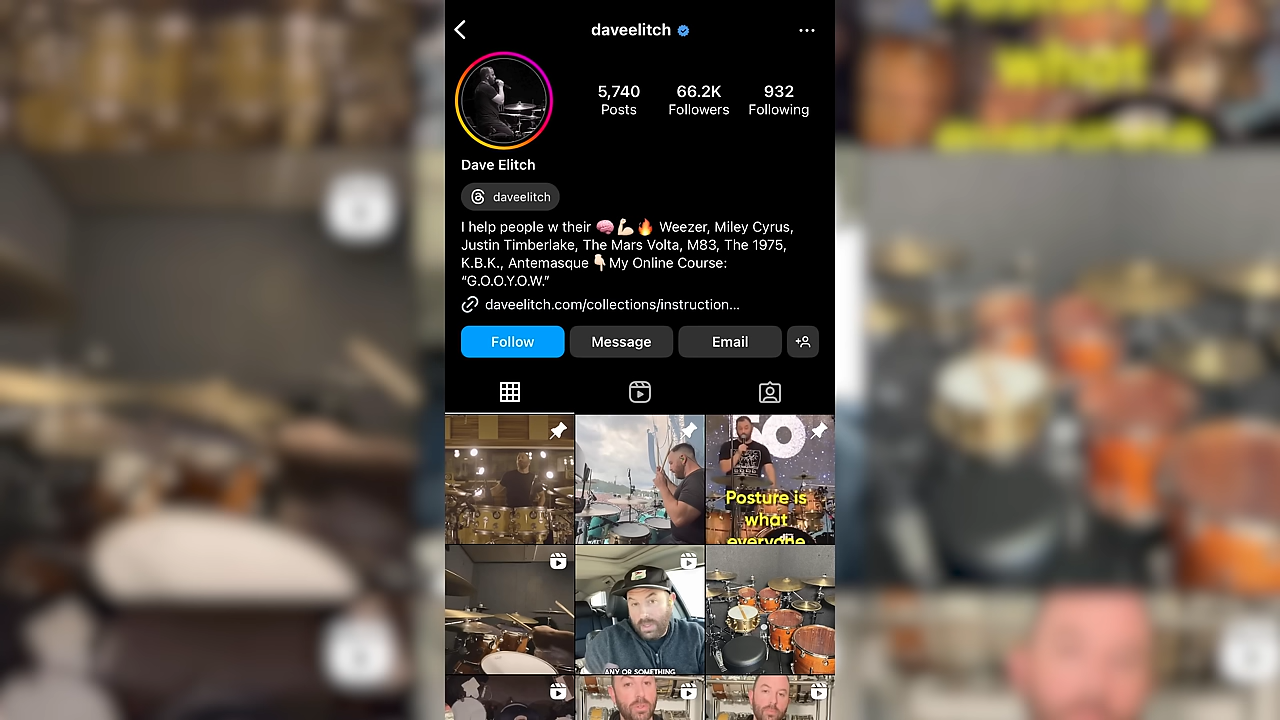 daveelitch
5,740 66.2K 932
Posts Followers Following
Dave Elitch
daveelitch
I help people w their 🧠💪🏻🔥 Weezer, Miley Cyrus,
Justin Timberlake, The Mars Volta, M83, The 1975,
K.B.K., Antemasque 👇🏻My Online Course:
“G.O.O.Y.O.W.”
daveelitch.com/collections/instruction...
Follow Message Email
Posture is
what
everyone
ANY OR SOMETHING